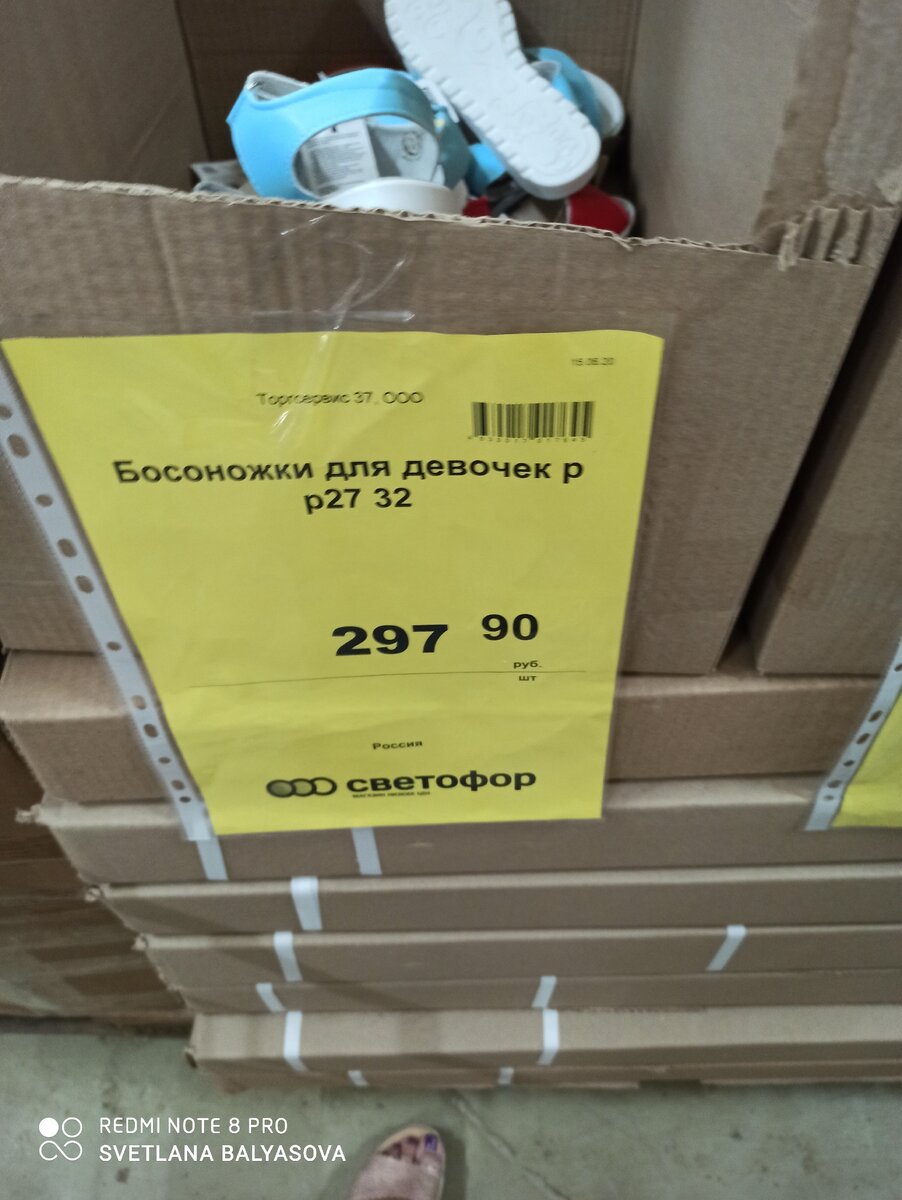 15.06.20
Торгсервис 37, ООО
Босоножки для девочек р
р27 32
297 90
руб.
шт
Россия
светофор
REDMI NOTE 8 PRO
SVETLANA BALYASOVA